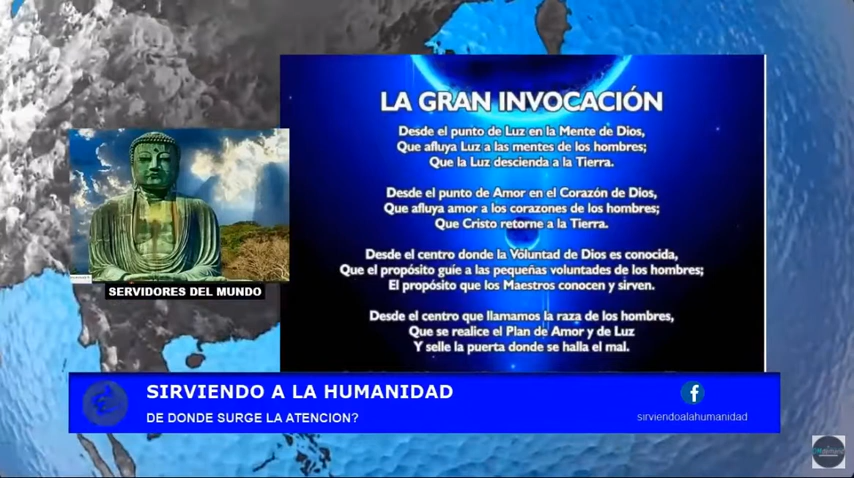 LA GRAN INVOCACIÓN
Desde el punto de Luz en la Mente de Dios,
Que afluya Luz a las mentes de los hombres;
Que la Luz descienda a la Tierra.
Desde el punto de Amor en el Corazón de Dios,
Que afluya amor a los corazones de los hombres;
Que Cristo retorne a la Tierra.
Desde el centro donde la Voluntad de Dios es conocida,
Que el propósito guíe a las pequeñas voluntades de los hombres;
El propósito que los Maestros conocen y sirven.
Desde el centro que llamamos la raza de los hombres,
Que se realice el Plan de Amor y de Luz
Y selle la puerta donde se halla el mal.
SERVIDORES DEL MUNDO
SIRVIENDO A LA HUMANIDAD
DE DONDE SURGE LA ATENCION?
sirviendoalahumanidad